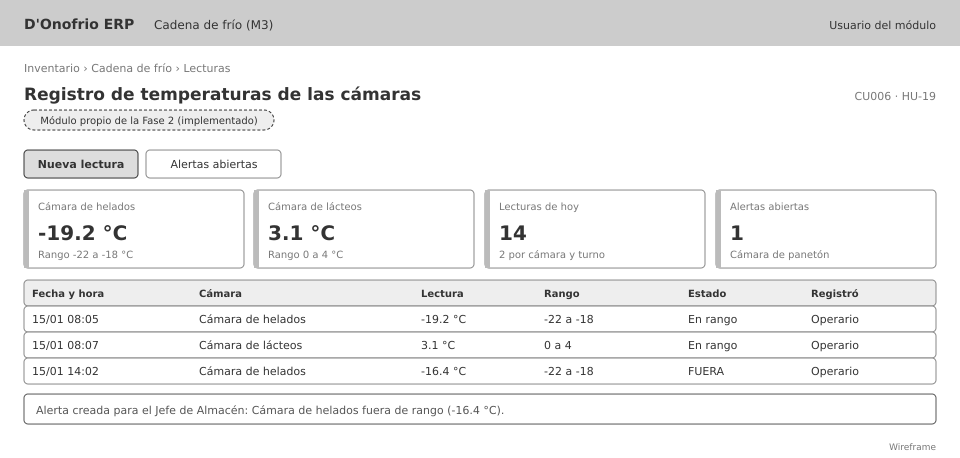 D'Onofrio ERP Cadena de frío (M3) Usuario del módulo
Inventario › Cadena de frío › Lecturas
Registro de temperaturas de las cámaras CU006 · HU-19
Módulo propio de la Fase 2 (implementado)
Nueva lectura Alertas abiertas
Cámara de helados Cámara de lácteos Lecturas de hoy Alertas abiertas
-19.2 °C 3.1 °C 14 1
Rango -22 a -18 °C Rango 0 a 4 °C 2 por cámara y turno Cámara de panetón
Fecha y hora Cámara Lectura Rango Estado Registró
15/01 08:05 Cámara de helados -19.2 °C -22 a -18 En rango Operario
15/01 08:07 Cámara de lácteos 3.1 °C 0 a 4 En rango Operario
15/01 14:02 Cámara de helados -16.4 °C -22 a -18 FUERA Operario
Alerta creada para el Jefe de Almacén: Cámara de helados fuera de rango (-16.4 °C).
Wireframe